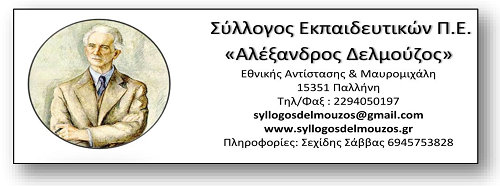 Σύλλογος Εκπαιδευτικών Π.Ε.
«Αλέξανδρος Δελμούζος»
Εθνικής Αντίστασης & Μαυρομιχάλη
15351 Παλλήνη
Τηλ/Φαξ : 2294050197
syllogosdelmouzos@gmail.com
www.syllogosdelmouzos.gr
Πληροφορίες: Σεχίδης Σάββας 6945753828